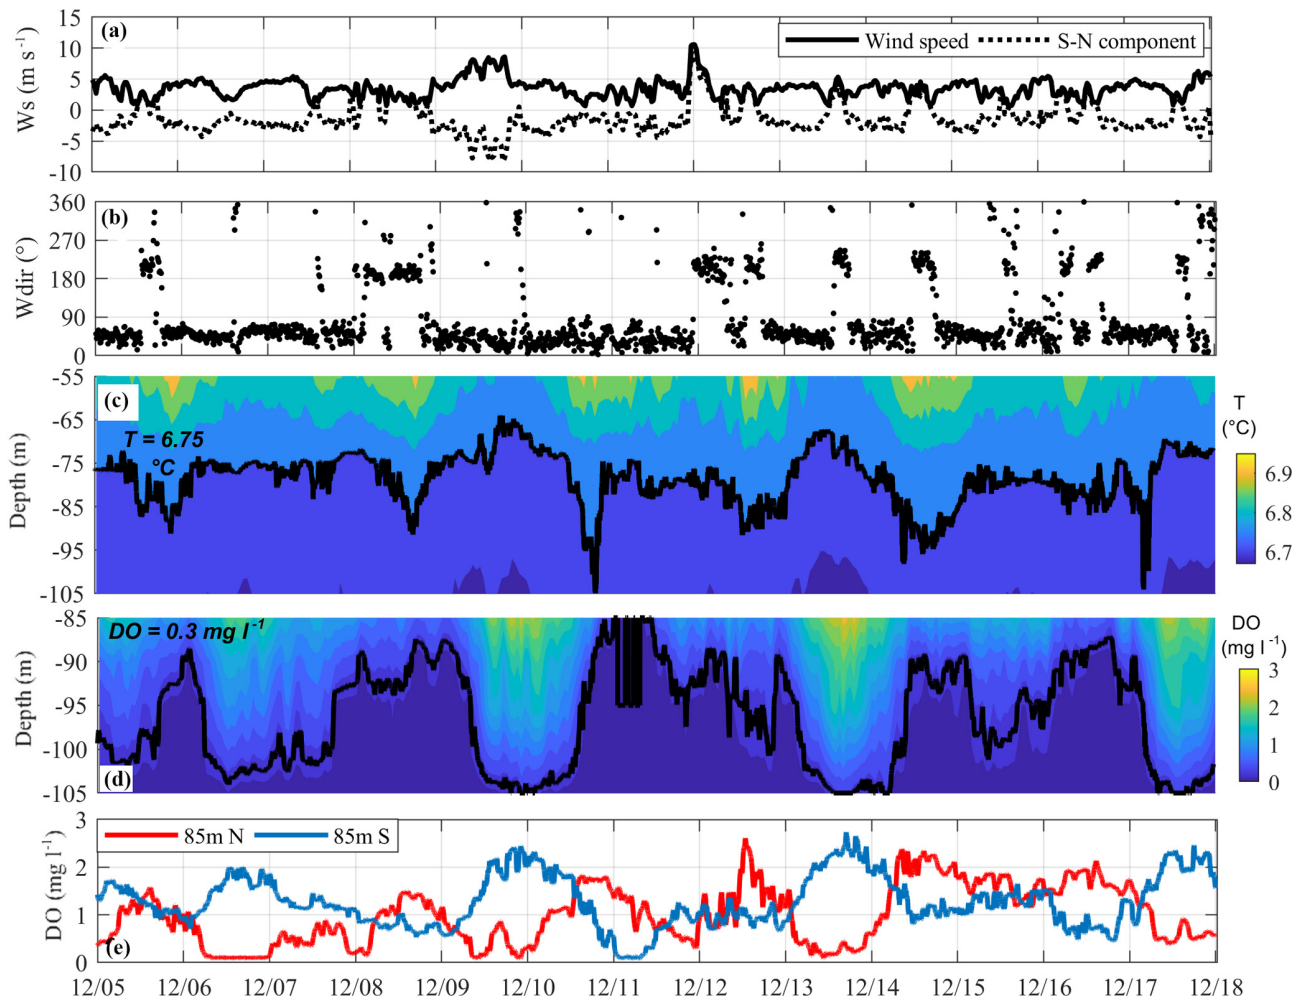 (a)
Wind speed
S-N component
Ws (m s⁻¹)
15
10
5
0
-5
-10
(b)
Wdir (°)
360
270
180
90
0
(c)
T = 6.75
°C
Depth (m)
-55
-65
-75
-85
-95
-105
T
(°C)
6.9
6.8
6.7
DO = 0.3 mg l⁻¹
(d)
Depth (m)
-85
-90
-95
-100
-105
DO
(mg l⁻¹)
3
2
1
0
85m N
85m S
(e)
DO (mg l⁻¹)
3
2
1
0
12/05 12/06 12/07 12/08 12/09 12/10 12/11 12/12 12/13 12/14 12/15 12/16 12/17 12/18